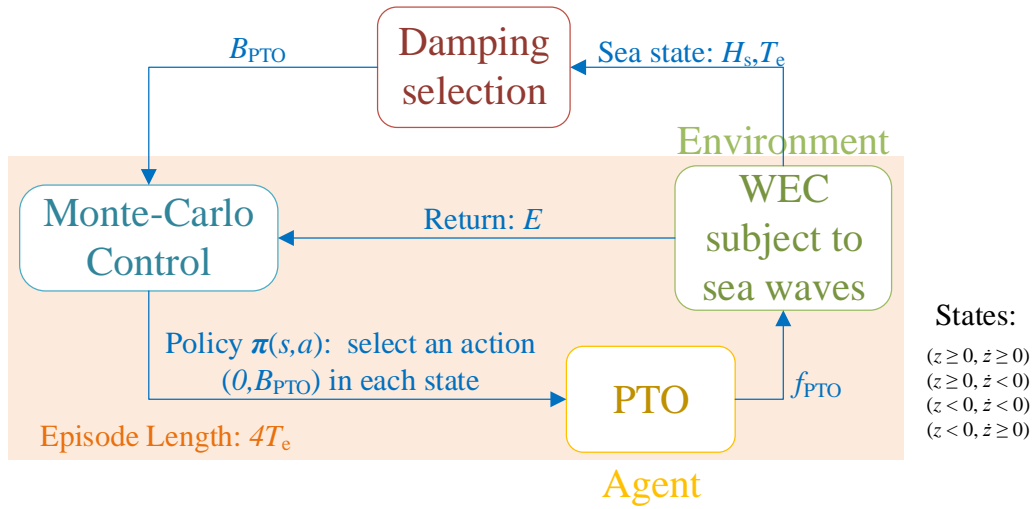 Damping
selection
B_PTO
Sea state: H_s,T_e
Environment
Monte-Carlo
Control
Return: E
WEC
subject to
sea waves
Policy π(s,a): select an action
(0,B_PTO) in each state
PTO
f_PTO
Episode Length: 4T_e
Agent
States:
(z ≥ 0, ż ≥ 0)
(z ≥ 0, ż < 0)
(z < 0, ż < 0)
(z < 0, ż ≥ 0)